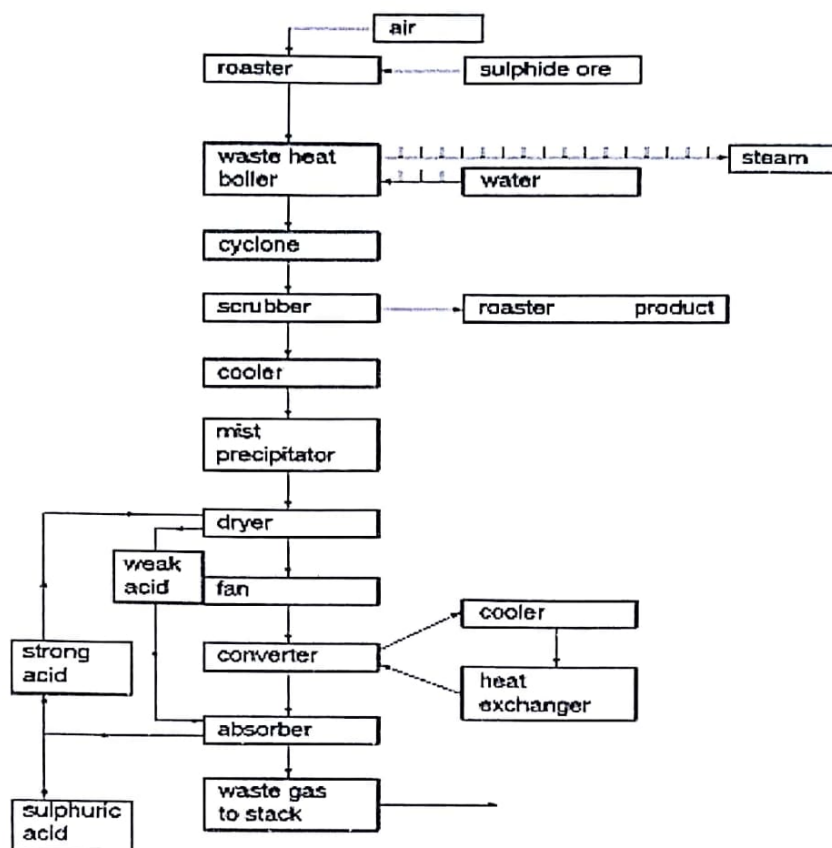 air
roaster
sulphide ore
waste heat
boiler
steam
water
cyclone
scrubber
roaster product
cooler
mist
precipitator
dryer
weak
acid
fan
cooler
strong
acid
converter
heat
exchanger
absorber
waste gas
to stack
sulphuric
acid